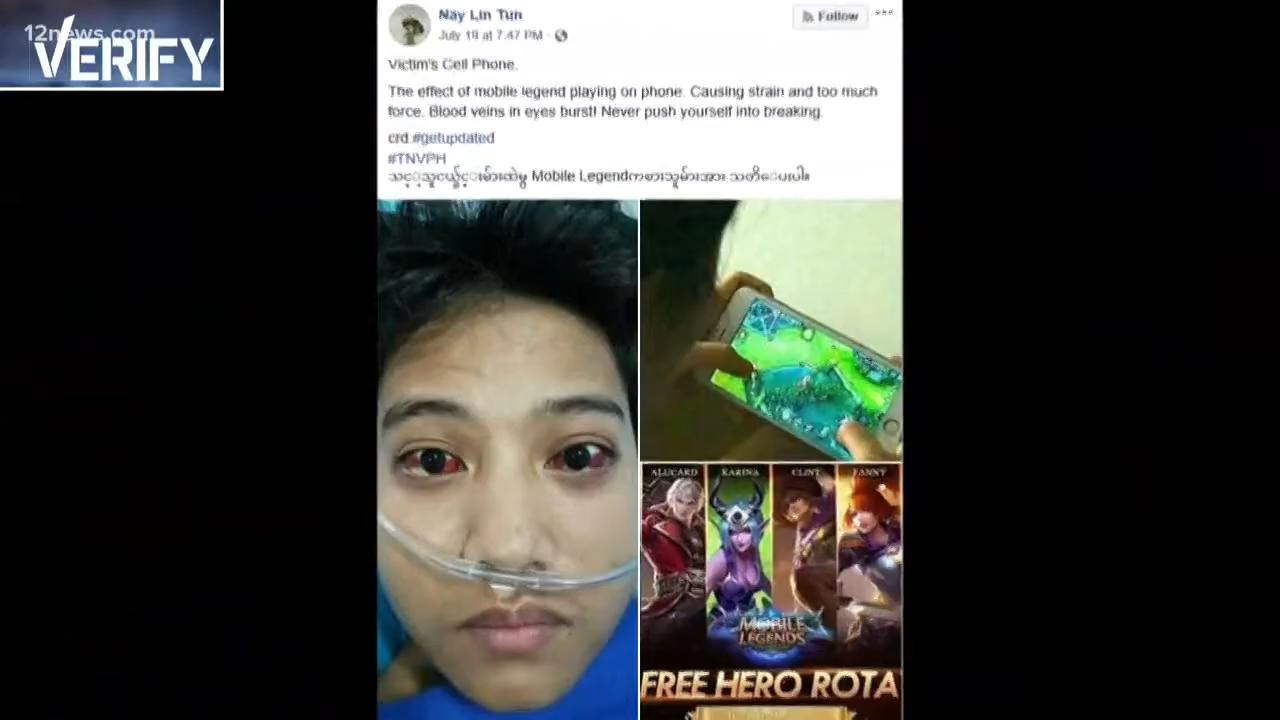 12news.com
VERIFY
Nay Lin Tun
Follow
July 19 at 7:47 PM
Victim's Cell Phone.
The effect of mobile legend playing on phone. Causing strain and too much
force. Blood veins in eyes burst! Never push yourself into breaking.
crd #getupdated
#TNVPH
Mobile Legend
ALUCARD KARINA CLINT FANNY
MOBILE
LEGENDS
FREE HERO ROTA